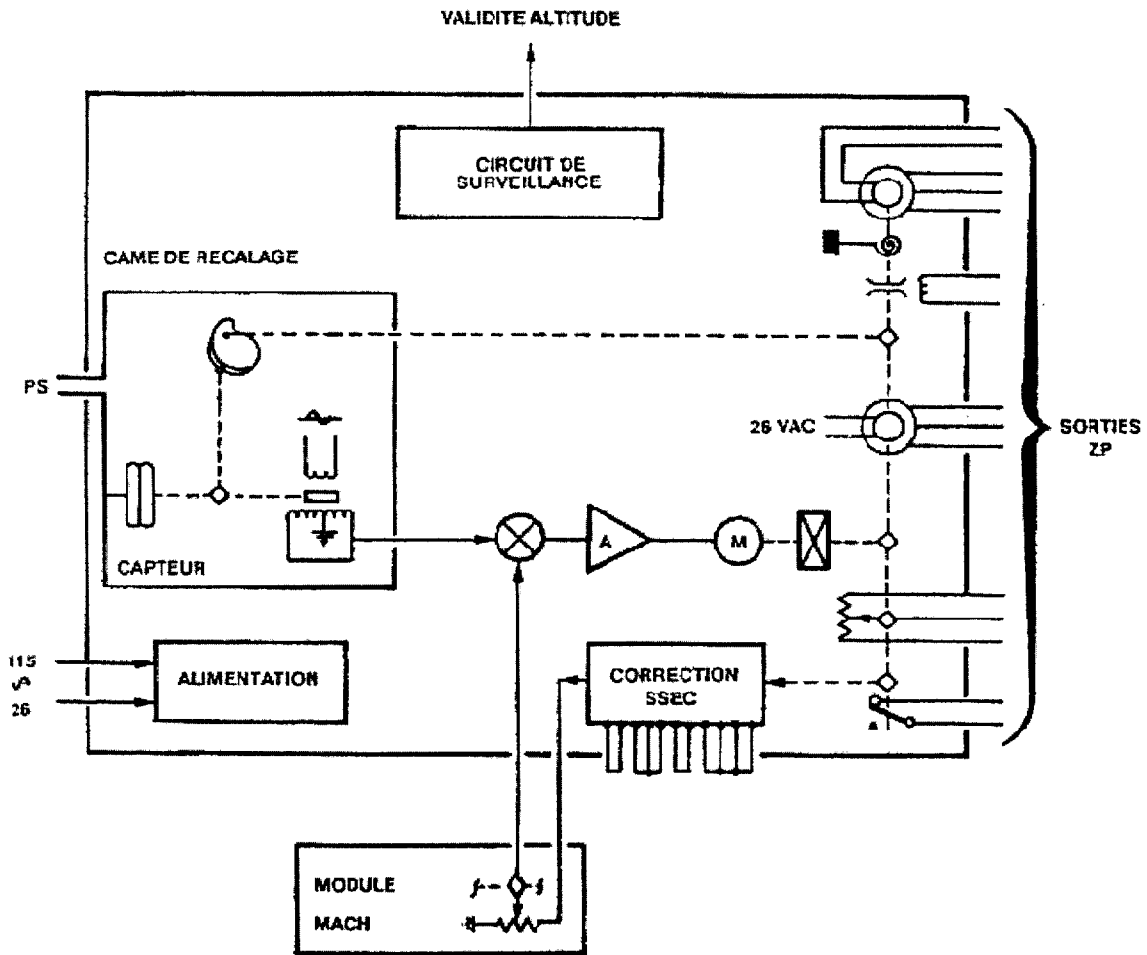 VALIDITE ALTITUDE
CIRCUIT DE
SURVEILLANCE
CAME DE RECALAGE
PS
26 VAC
SORTIES
ZP
A
M
CAPTEUR
115
26
ALIMENTATION
CORRECTION
SSEC
MODULE
MACH